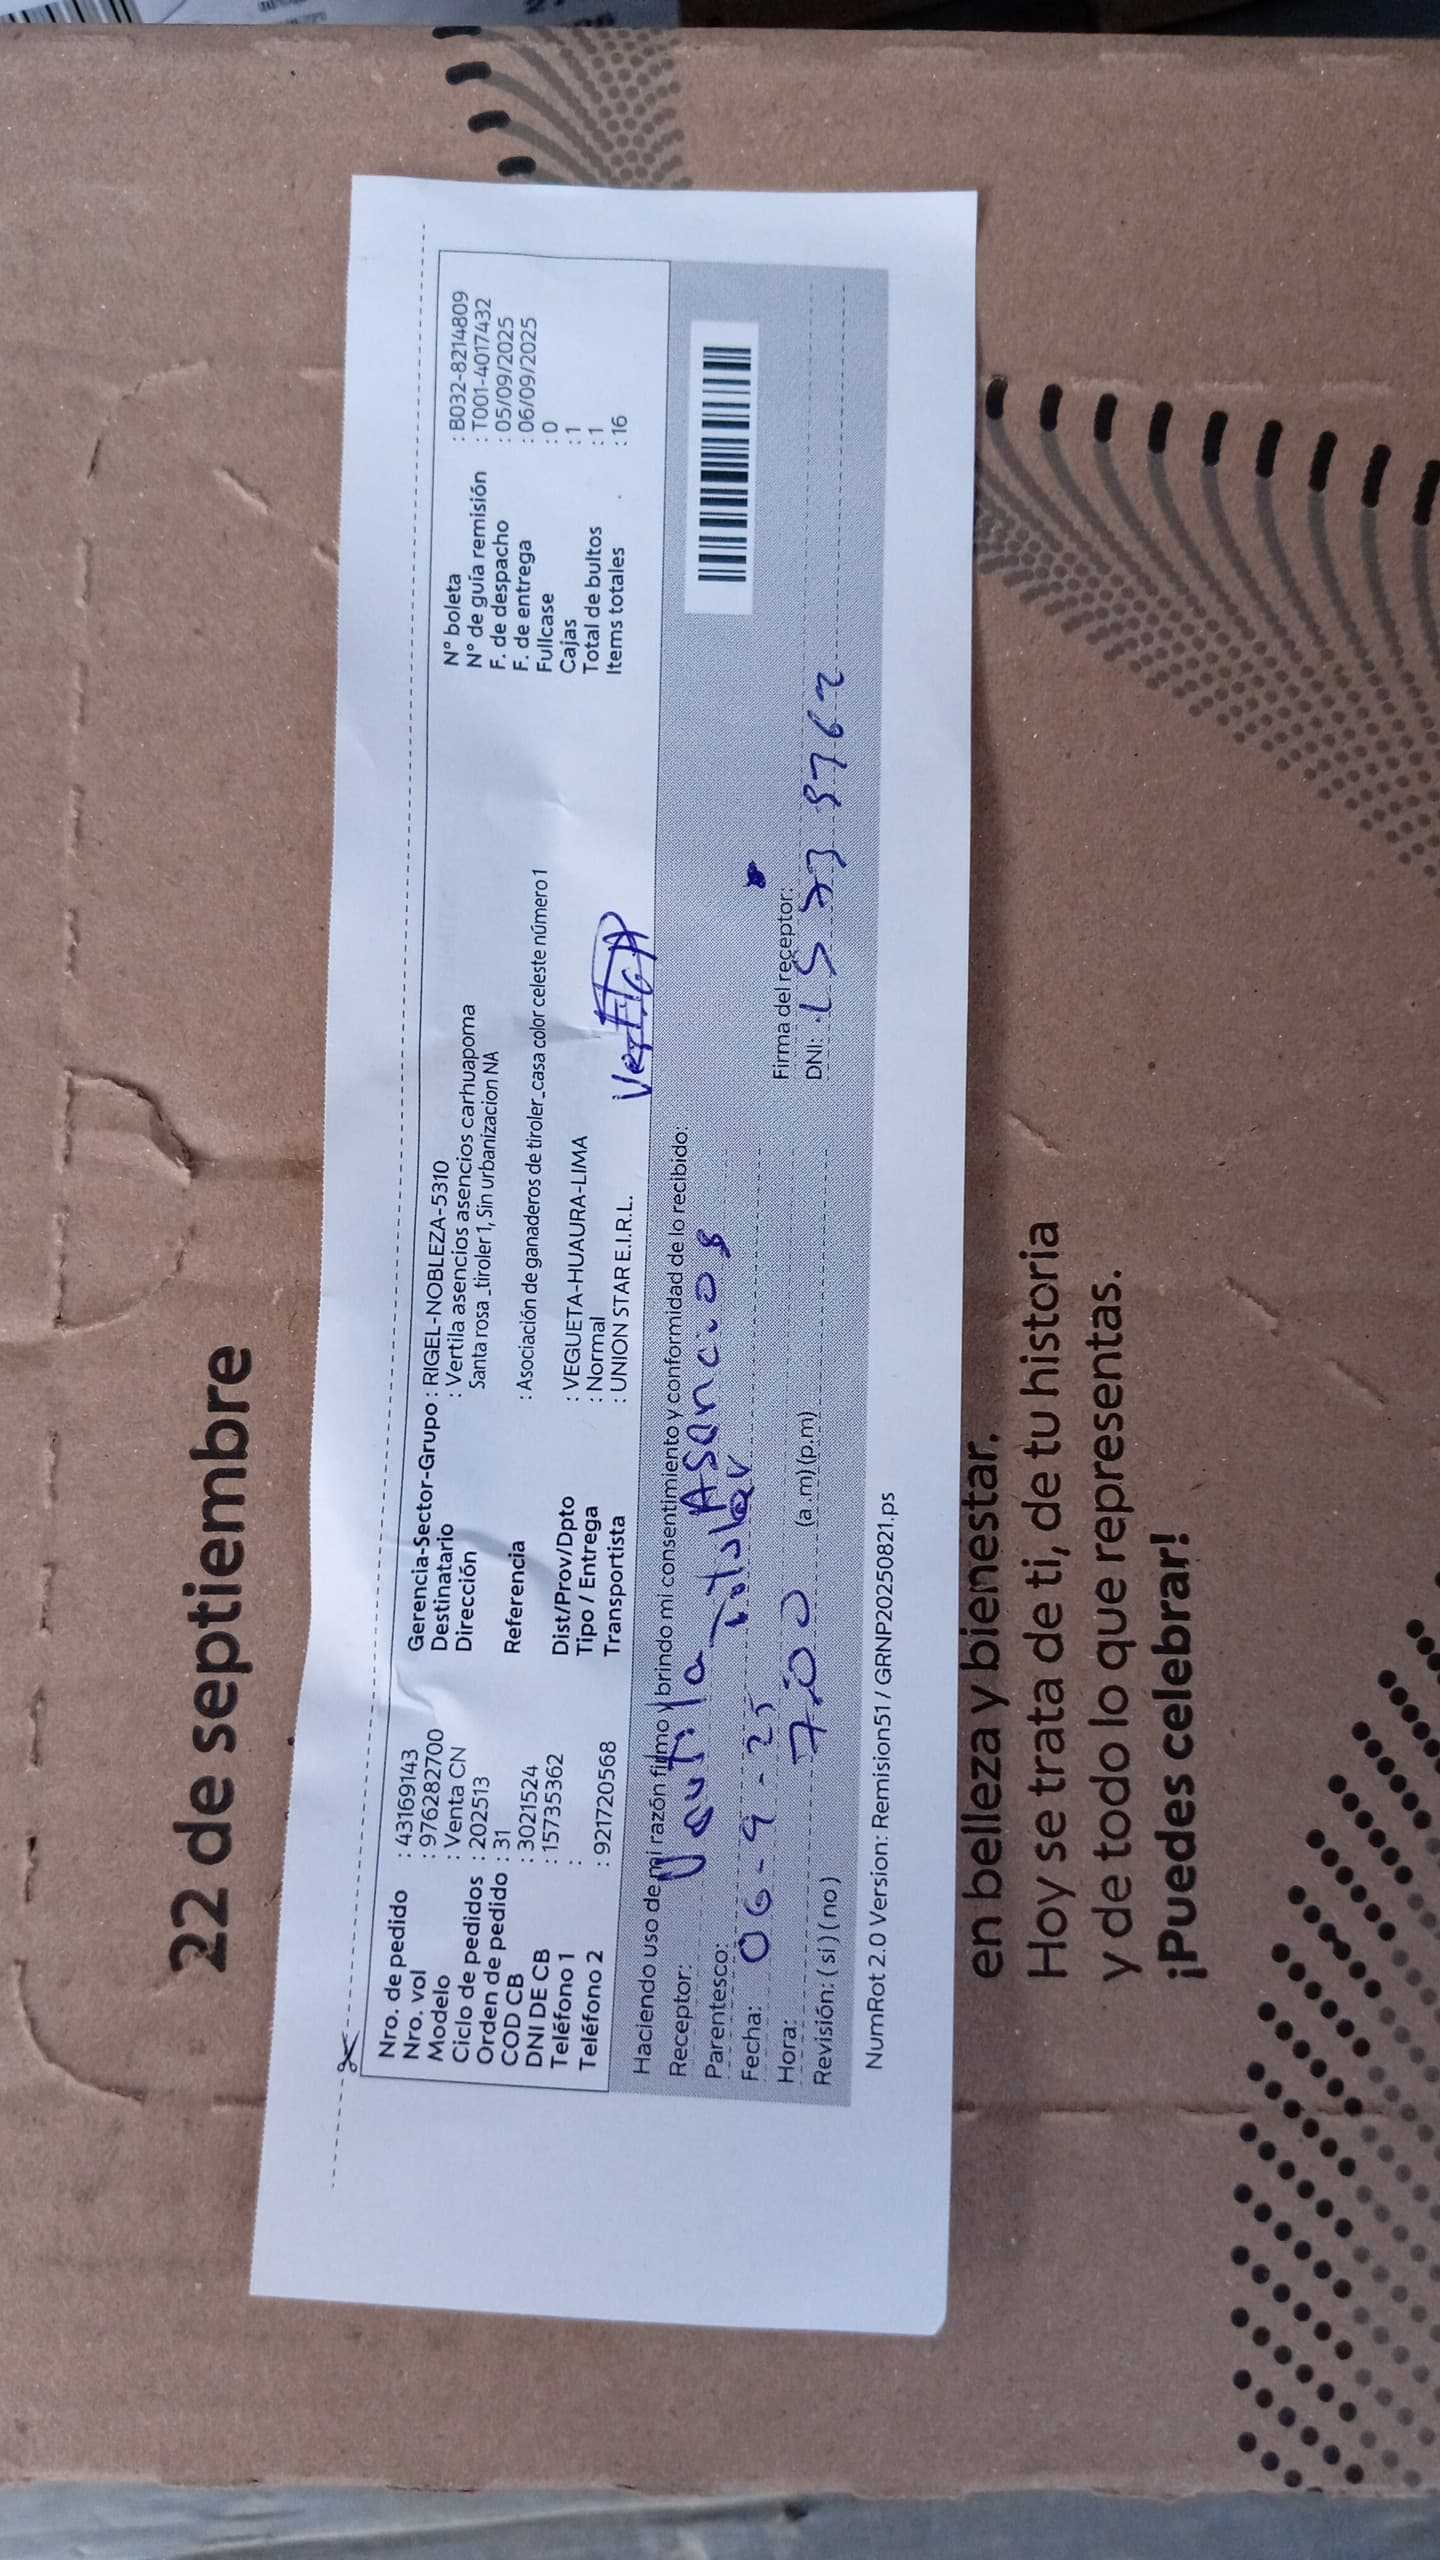 22 de septiembre
Nro. de pedido : 43169143
Nro. vol : 976282700
Modelo : Venta CN
Ciclo de pedidos : 202513
Orden de pedido : 31
COD CB : 3021524
DNI DE CB : 15735362
Teléfono 1 :
Teléfono 2 : 921720568
Gerencia-Sector-Grupo : RIGEL-NOBLEZA-5310
Destinatario : Vertila asencios asencios carhuapoma
Dirección Santa rosa _tiroler 1, Sin urbanizacion NA
Referencia : Asociación de ganaderos de tiroler_casa color celeste número1
Dist/Prov/Dpto : VEGUETA-HUAURA-LIMA
Tipo / Entrega : Normal
Transportista : UNION STAR E.I.R.L.
N° boleta : B032-8214809
N° de guía remisión : T001-4017432
F. de despacho : 05/09/2025
F. de entrega : 06/09/2025
Fullcase : 0
Cajas : 1
Total de bultos : 1
Items totales : 16
Haciendo uso de mi razón firmo y brindo mi consentimiento y conformidad de lo recibido:
Receptor: Asancios
Parentesco: titular
Fecha: 06-9-25
Hora: 7:00 (a.m) (p.m)
Revisión: ( si ) ( no )
Firma del receptor:
DNI:
NumRot 2.0 Version: Remision51 / GRNP20250821.ps
en belleza y bienestar.
Hoy se trata de ti, de tu historia
y de todo lo que representas.
¡Puedes celebrar!